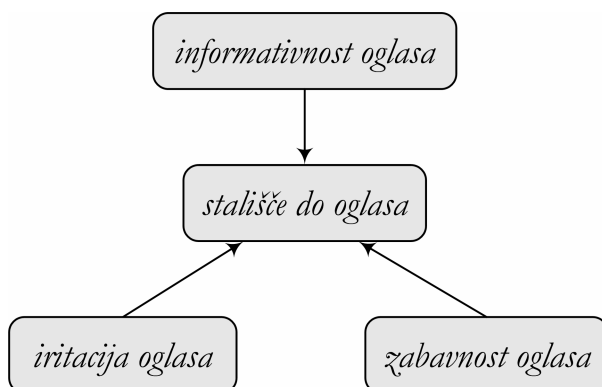 informativnost oglasa
stališče do oglasa
iritacija oglasa
zabavnost oglasa